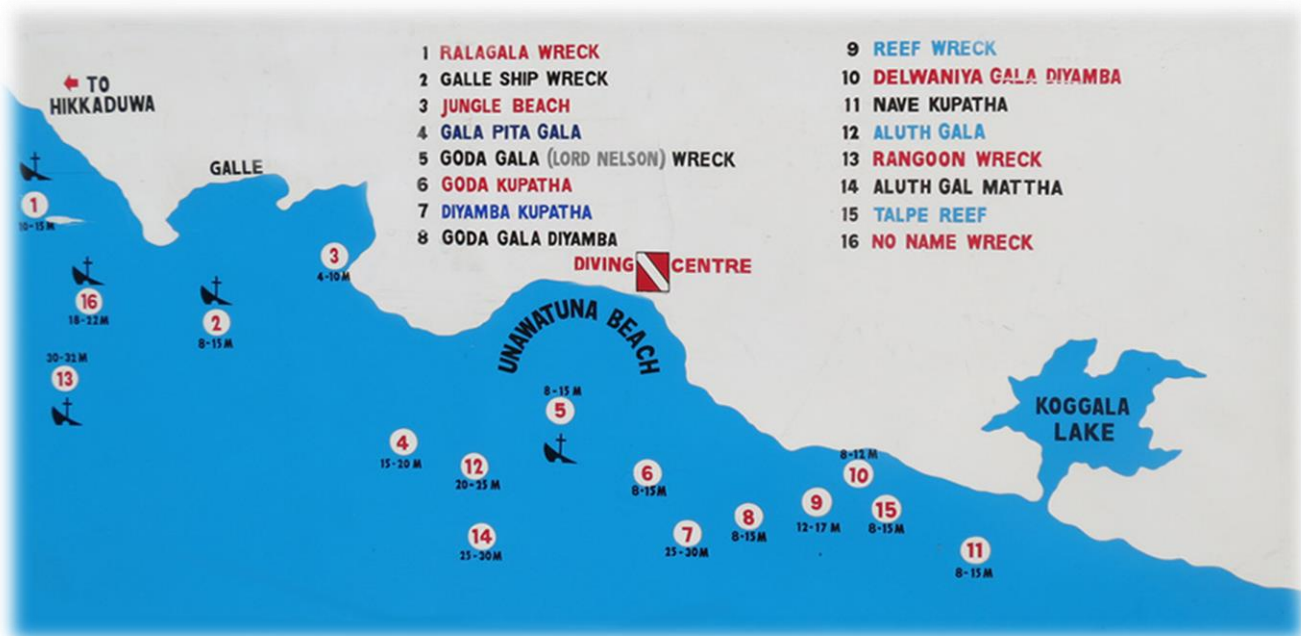 ← TO
HIKKADUWA
GALLE
1 RALAGALA WRECK
2 GALLE SHIP WRECK
3 JUNGLE BEACH
4 GALA PITA GALA
5 GODA GALA (LORD NELSON) WRECK
6 GODA KUPATHA
7 DIYAMBA KUPATHA
8 GODA GALA DIYAMBA
9 REEF WRECK
10 DELWANIYA GALA DIYAMBA
11 NAVE KUPATHA
12 ALUTH GALA
13 RANGOON WRECK
14 ALUTH GAL MATTHA
15 TALPE REEF
16 NO NAME WRECK
DIVING CENTRE
UNAWATUNA BEACH
KOGGALA
LAKE
1
10-15M
16
18-22M
2
8-15M
3
4-10M
30-32M
13
8-15M
5
4
15-20M
12
20-25M
14
25-30M
6
8-15M
7
25-30M
8
8-15M
9
12-17M
8-12M
10
15
8-15M
11
8-15M